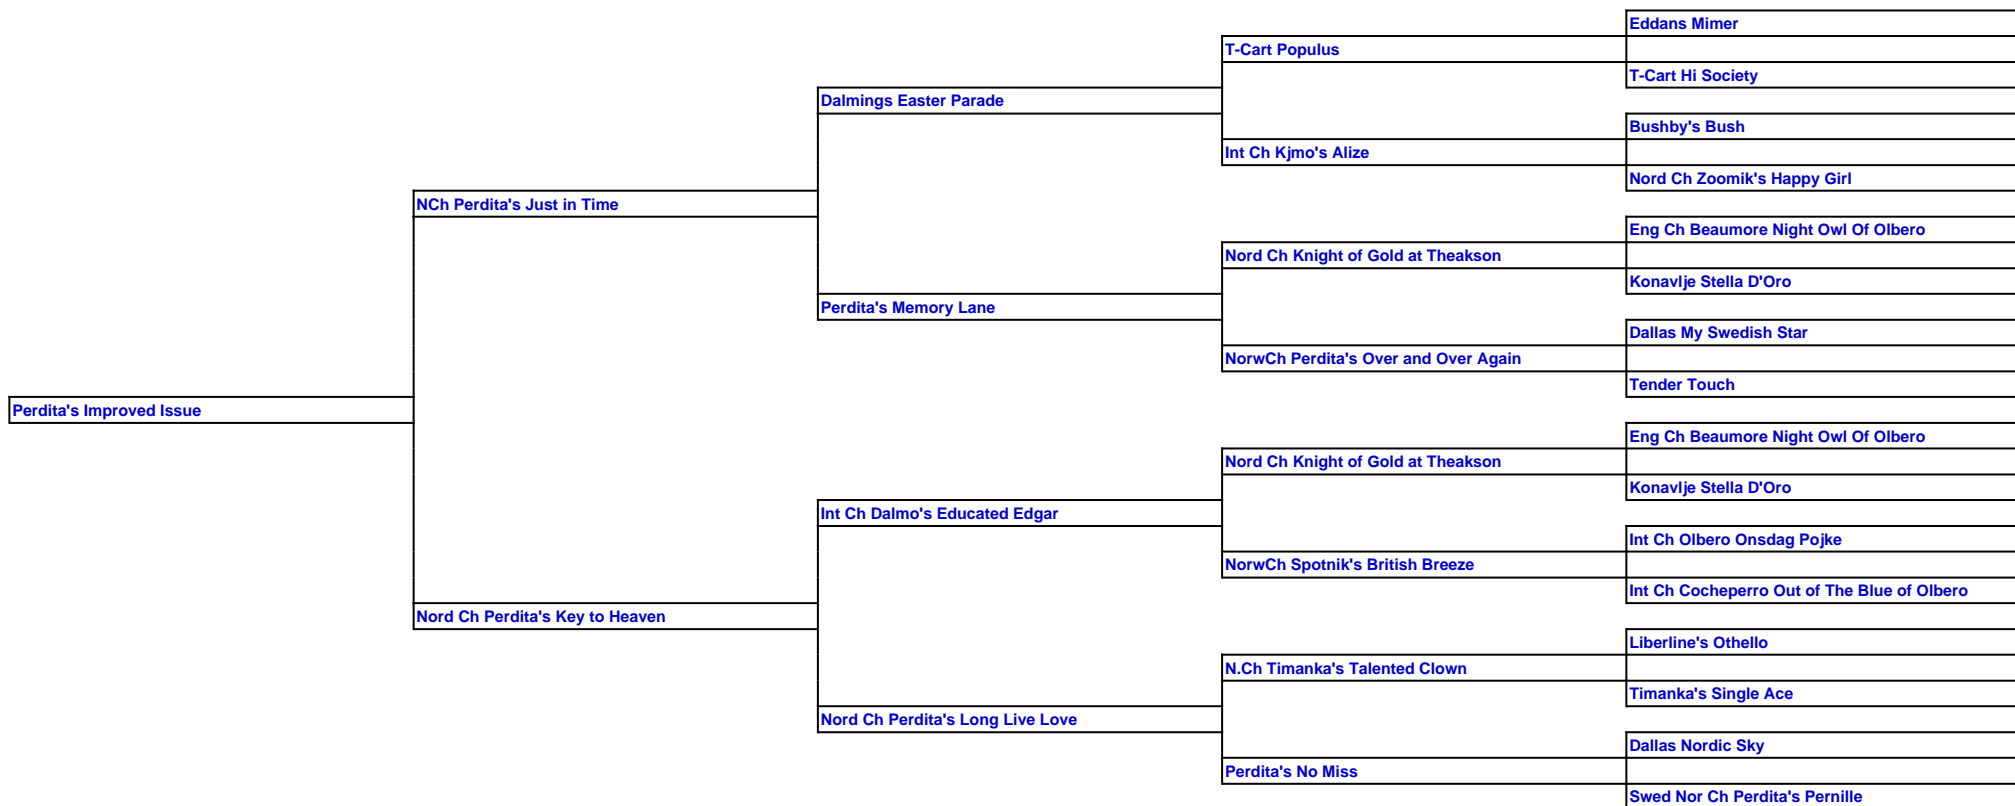 Eddans Mimer
T-Cart Populus
T-Cart Hi Society
Dalmings Easter Parade
Bushby's Bush
Int Ch Kjmo's Alize
Nord Ch Zoomik's Happy Girl
NCh Perdita's Just in Time
Eng Ch Beaumore Night Owl Of Olbero
Nord Ch Knight of Gold at Theakson
Konavlje Stella D'Oro
Perdita's Memory Lane
Dallas My Swedish Star
NorwCh Perdita's Over and Over Again
Tender Touch
Perdita's Improved Issue
Eng Ch Beaumore Night Owl Of Olbero
Nord Ch Knight of Gold at Theakson
Konavlje Stella D'Oro
Int Ch Dalmo's Educated Edgar
Int Ch Olbero Onsdag Pojke
NorwCh Spotnik's British Breeze
Int Ch Cocheperro Out of The Blue of Olbero
Nord Ch Perdita's Key to Heaven
Liberline's Othello
N.Ch Timanka's Talented Clown
Timanka's Single Ace
Nord Ch Perdita's Long Live Love
Dallas Nordic Sky
Perdita's No Miss
Swed Nor Ch Perdita's Pernille